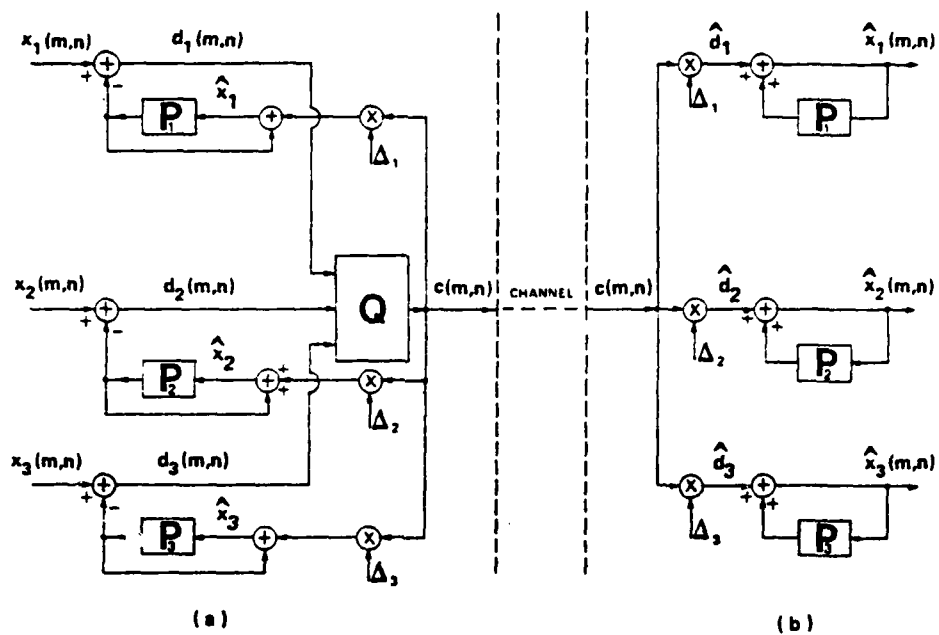 x₁(m,n) d₁(m,n)
+ + -
x̂₁
P₁ + X
Δ₁
x₂(m,n) d₂(m,n)
+ + -
Q
c(m,n)
x̂₂
P₂ + + + X
Δ₂
x₃(m,n) d₃(m,n)
+ + -
x̂₃
P₃ + X
Δ₃
(a)
CHANNEL
c(m,n)
d̂₁ x̂₁(m,n)
X + + +
Δ₁ P₁
d̂₂ x̂₂(m,n)
X + + +
Δ₂ P₂
d̂₃ x̂₃(m,n)
X + + +
Δ₃ P₃
(b)